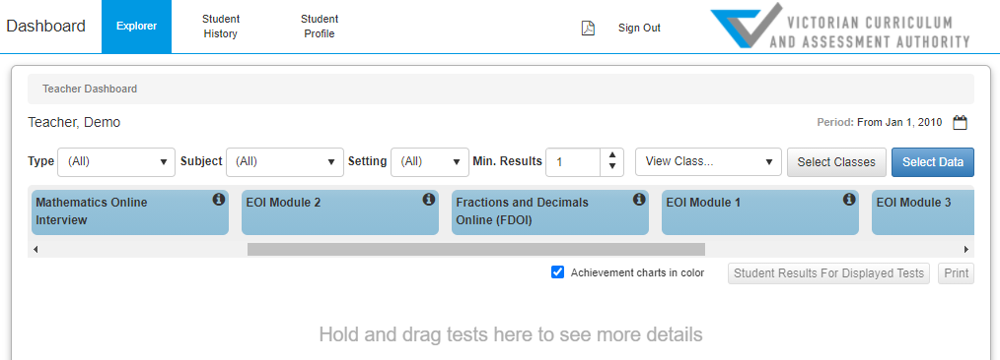 Dashboard
Explorer
Student
History
Student
Profile
Sign Out
VICTORIAN CURRICULUM
AND ASSESSMENT AUTHORITY
Teacher Dashboard
Teacher, Demo
Period: From Jan 1, 2010
Type (All) Subject (All) Setting (All) Min. Results 1 View Class... Select Classes Select Data
Mathematics Online
Interview
EOI Module 2
Fractions and Decimals
Online (FDOI)
EOI Module 1
EOI Module 3
Achievement charts in color
Student Results For Displayed Tests
Print
Hold and drag tests here to see more details